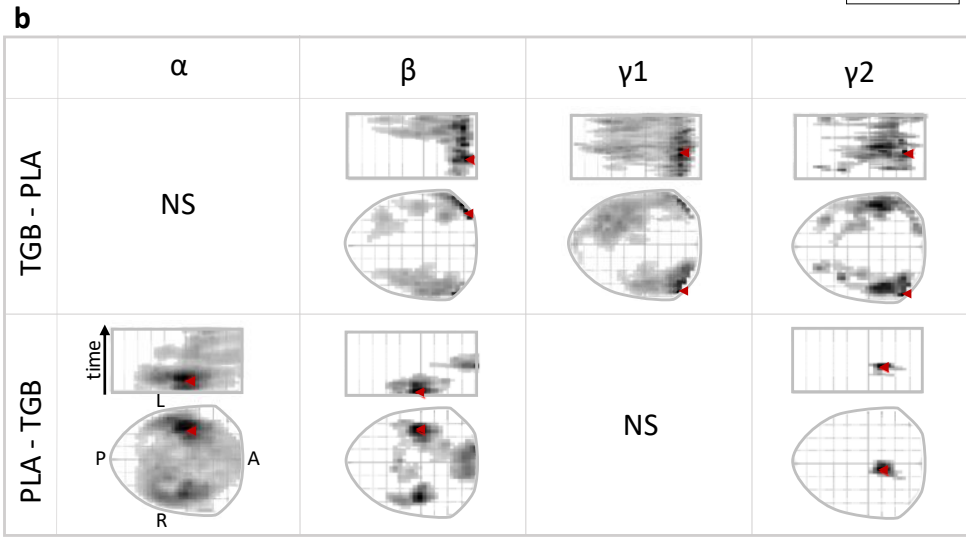 b
α β γ1 γ2
TGB - PLA
NS
PLA - TGB
time
L
P
A
R
NS